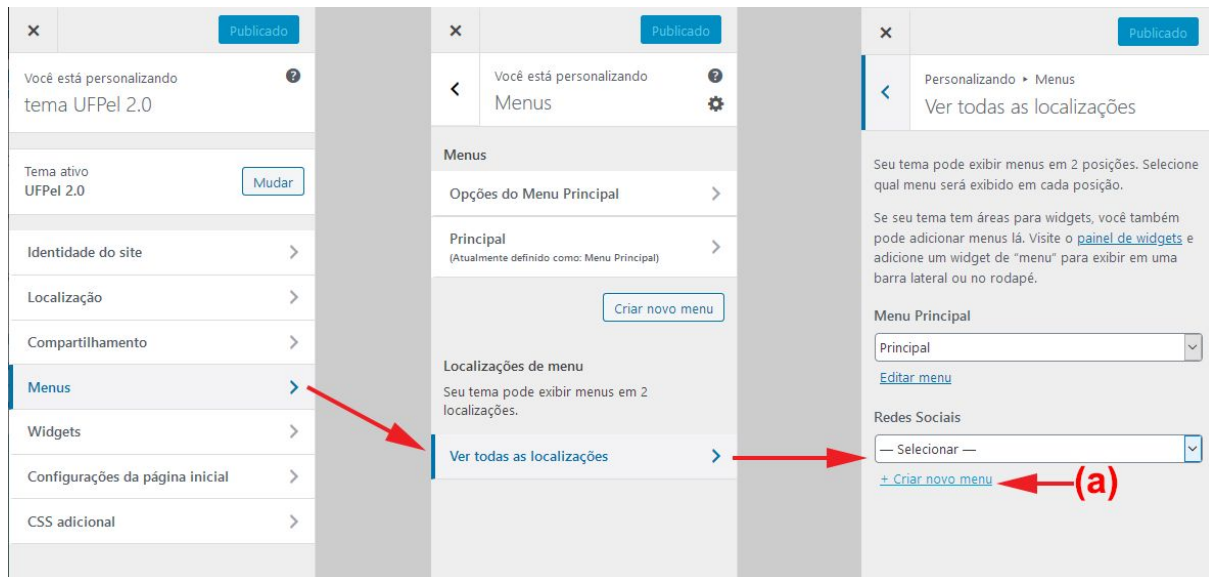 Publicado
Você está personalizando
tema UFPel 2.0
Tema ativo
UFPel 2.0
Mudar
Identidade do site
Localização
Compartilhamento
Menus
Widgets
Configurações da página inicial
CSS adicional
Publicado
Você está personalizando
Menus
Menus
Opções do Menu Principal
Principal
(Atualmente definido como: Menu Principal)
Criar novo menu
Localizações de menu
Seu tema pode exibir menus em 2
localizações.
Ver todas as localizações
Publicado
Personalizando ▸ Menus
Ver todas as localizações
Seu tema pode exibir menus em 2 posições. Selecione
qual menu será exibido em cada posição.
Se seu tema tem áreas para widgets, você também
pode adicionar menus lá. Visite o painel de widgets e
adicione um widget de “menu” para exibir em uma
barra lateral ou no rodapé.
Menu Principal
Principal
Editar menu
Redes Sociais
— Selecionar —
+ Criar novo menu
(a)